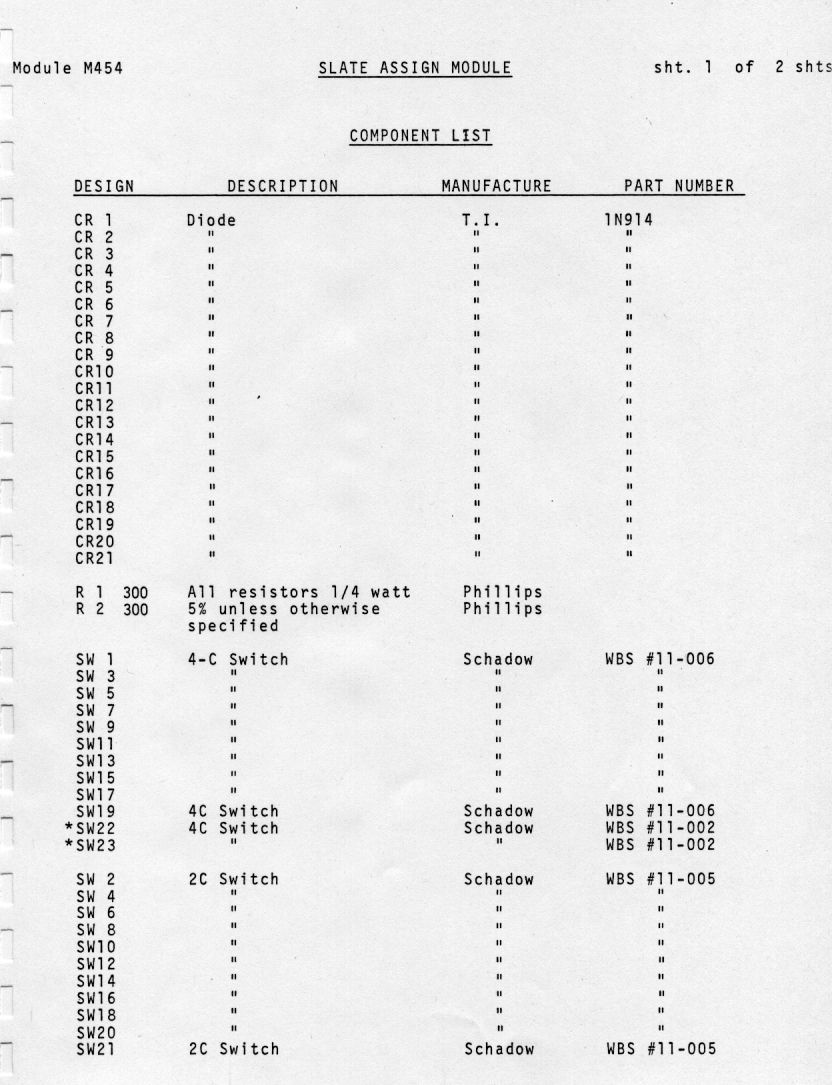 Module M454 SLATE ASSIGN MODULE sht. 1 of 2 shts
COMPONENT LIST
DESIGN DESCRIPTION MANUFACTURE PART NUMBER
CR 1 Diode T.I. 1N914
CR 2 " " "
CR 3 " " "
CR 4 " " "
CR 5 " " "
CR 6 " " "
CR 7 " " "
CR 8 " " "
CR 9 " " "
CR10 " " "
CR11 " " "
CR12 " " "
CR13 " " "
CR14 " " "
CR15 " " "
CR16 " " "
CR17 " " "
CR18 " " "
CR19 " " "
CR20 " " "
CR21 " " "
R 1 300 All resistors 1/4 watt Phillips
R 2 300 5% unless otherwise Phillips
specified
SW 1 4-C Switch Schadow WBS #11-006
SW 3 " " "
SW 5 " " "
SW 7 " " "
SW 9 " " "
SW11 " " "
SW13 " " "
SW15 " " "
SW17 " " "
SW19 4C Switch Schadow WBS #11-006
*SW22 4C Switch Schadow WBS #11-002
*SW23 " " WBS #11-002
SW 2 2C Switch Schadow WBS #11-005
SW 4 " " "
SW 6 " " "
SW 8 " " "
SW10 " " "
SW12 " " "
SW14 " " "
SW16 " " "
SW18 " " "
SW20 " " "
SW21 2C Switch Schadow WBS #11-005